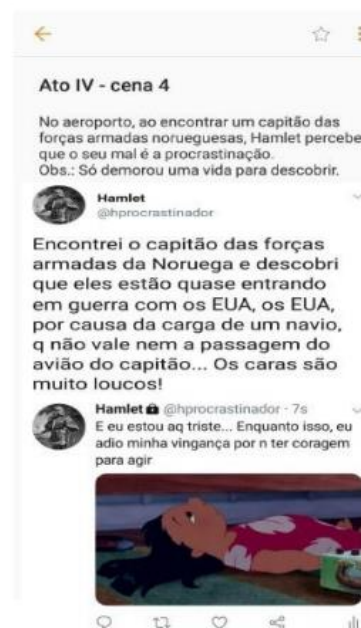 Ato IV - cena 4
No aeroporto, ao encontrar um capitão das
forças armadas norueguesas, Hamlet percebe
que o seu mal é a procrastinação.
Obs.: Só demorou uma vida para descobrir.
Hamlet
@hprocrastinador
Encontrei o capitão das forças
armadas da Noruega e descobri
que eles estão quase entrando
em guerra com os EUA, os EUA,
por causa da carga de um navio,
q não vale nem a passagem do
avião do capitão... Os caras são
muito loucos!
Hamlet @hprocrastinador · 7s
E eu estou aq triste... Enquanto isso, eu
adio minha vingança por n ter coragem
para agir